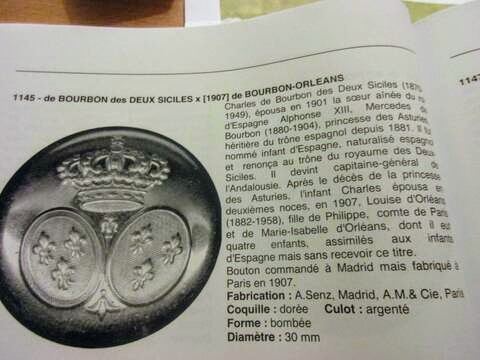 1145 - de BOURBON des DEUX SICILES x [1907] de BOURBON-ORLEANS
Charles de Bourbon des Deux Siciles (1870-
1949), épousa en 1901 la sœur aînée du roi
d'Espagne Alphonse XIII, Mercedes de
Bourbon (1880-1904), princesse des Asturies,
héritière du trône espagnol depuis 1881. Il fut
nommé infant d'Espagne, naturalisé espagnol
et renonça au trône du royaume des Deux-
Siciles. Il devint capitaine-général de
l'Andalousie. Après le décès de la princesse
des Asturies, l'infant Charles épousa en
deuxièmes noces, en 1907, Louise d'Orléans
(1882-1958), fille de Philippe, comte de Paris
et de Marie-Isabelle d'Orléans, dont il eut
quatre enfants, assimilés aux infants
d'Espagne mais sans recevoir ce titre.
Bouton commandé à Madrid mais fabriqué à
Paris en 1907.
Fabrication : A.Senz, Madrid, A.M.& Cie, Paris
Coquille : dorée Culot : argenté
Forme : bombée
Diamètre : 30 mm
1147